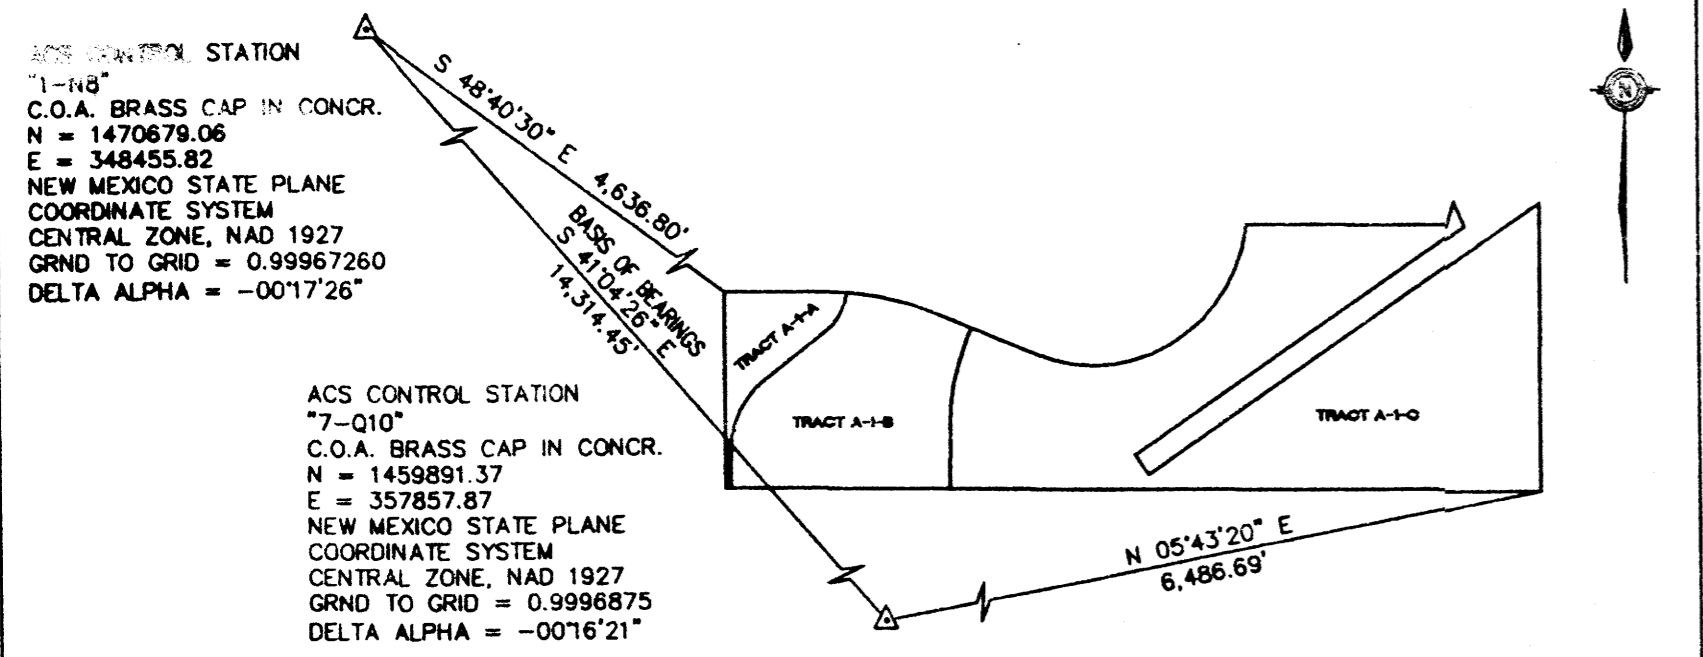 ACS CONTROL STATION
"1-N8"
C.O.A. BRASS CAP IN CONCR.
N = 1470679.06
E = 348455.82
NEW MEXICO STATE PLANE
COORDINATE SYSTEM
CENTRAL ZONE, NAD 1927
GRND TO GRID = 0.99967260
DELTA ALPHA = -00°17'26"
S 48°40'30" E 4,636.80'
BASIS OF BEARINGS
S 41°04'26" E
14,314.45'
N
TRACT A-1-A
TRACT A-1-B
TRACT A-1-C
ACS CONTROL STATION
"7-Q10"
C.O.A. BRASS CAP IN CONCR.
N = 1459891.37
E = 357857.87
NEW MEXICO STATE PLANE
COORDINATE SYSTEM
CENTRAL ZONE, NAD 1927
GRND TO GRID = 0.9996875
DELTA ALPHA = -00°16'21"
N 05°43'20" E
6,486.69'